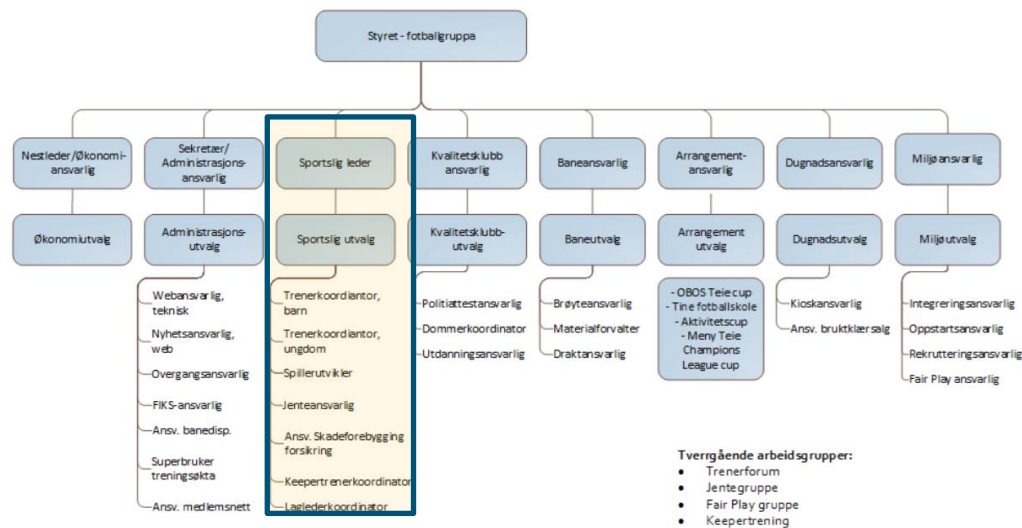 Styret - fotballgruppa
Nestleder/Økonomi-
ansvarlig
Sekretær/
Administrasjons-
ansvarlig
Sportslig leder
Kvalitetsklubb
ansvarlig
Baneansvarlig
Arrangement-
ansvarlig
Dugnadsansvarlig
Miljøansvarlig
Økonomiutvalg
Administrasjons-
utvalg
Sportslig utvalg
Kvalitetsklubb-
utvalg
Baneutvalg
Arrangement
utvalg
Dugnadsutvalg
Miljøutvalg
Webansvarlig,
teknisk
Nyhetsansvarlig,
web
Overgangsansvarlig
FIKS-ansvarlig
Ansv. banedisp.
Superbruker
treningsøkta
Ansv. medlemsnett
Trenerkoordiantor,
barn
Trenerkoordiantor,
ungdom
Spillerutvikler
Jenteansvarlig
Ansv. Skadeforebygging
forsikring
Keepertrenerkoordinator
Laglederkoordinator
Politiattestansvarlig
Dommerkoordinator
Utdanningsansvarlig
Brøyteansvarlig
Materialforvalter
Draktansvarlig
- OBOS Teie cup
- Tine fotballskole
- Aktivitetscup
- Meny Teie
Champions
League cup
Kioskansvarlig
Ansv. bruktklærsalg
Integreringsansvarlig
Oppstartsansvarlig
Rekrutteringsansvarlig
Fair Play ansvarlig
Tverrgående arbeidsgrupper:
• Trenerforum
• Jentegruppe
• Fair Play gruppe
• Keepertrening